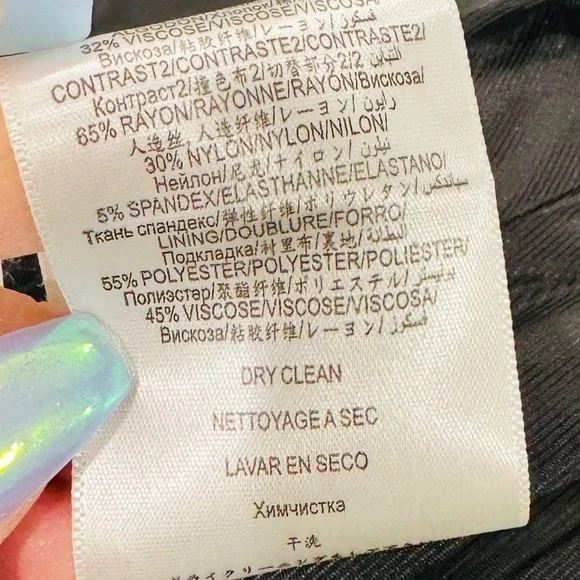 32% VISCOSE/VISCOSE/VISCOSA/
Вискоза/粘胶纤维/レーヨン/فسكوز
CONTRAST2/CONTRASTE2/CONTRASTE2/
Контраст2/撞色布2/切替部分2/
65% RAYON/RAYONNE/RAYON/Вискоза/
人造丝/人造纤维/レーヨン/رايون
30% NYLON/NYLON/NILON/
Нейлон/尼龙/ナイロン/نيلون
5% SPANDEX/ELASTHANNE/ELASTANO/
Ткань спандекс/弹性纤维/ポリウレタン/سباندكس
LINING/DOUBLURE/FORRO/
Подкладка/衬里布/裏地/البطانة
55% POLYESTER/POLYESTER/POLIESTER/
Полиэстар/聚酯纤维/ポリエステル/بوليستر
45% VISCOSE/VISCOSE/VISCOSA/
Вискоза/粘胶纤维/レーヨン/فسكوز
DRY CLEAN
NETTOYAGE A SEC
LAVAR EN SECO
Химчистка
干洗